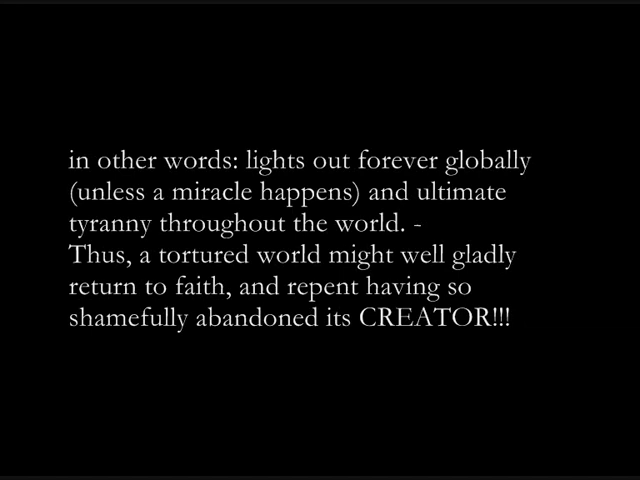 in other words: lights out forever globally
(unless a miracle happens) and ultimate
tyranny throughout the world. -
Thus, a tortured world might well gladly
return to faith, and repent having so
shamefully abandoned its CREATOR!!!